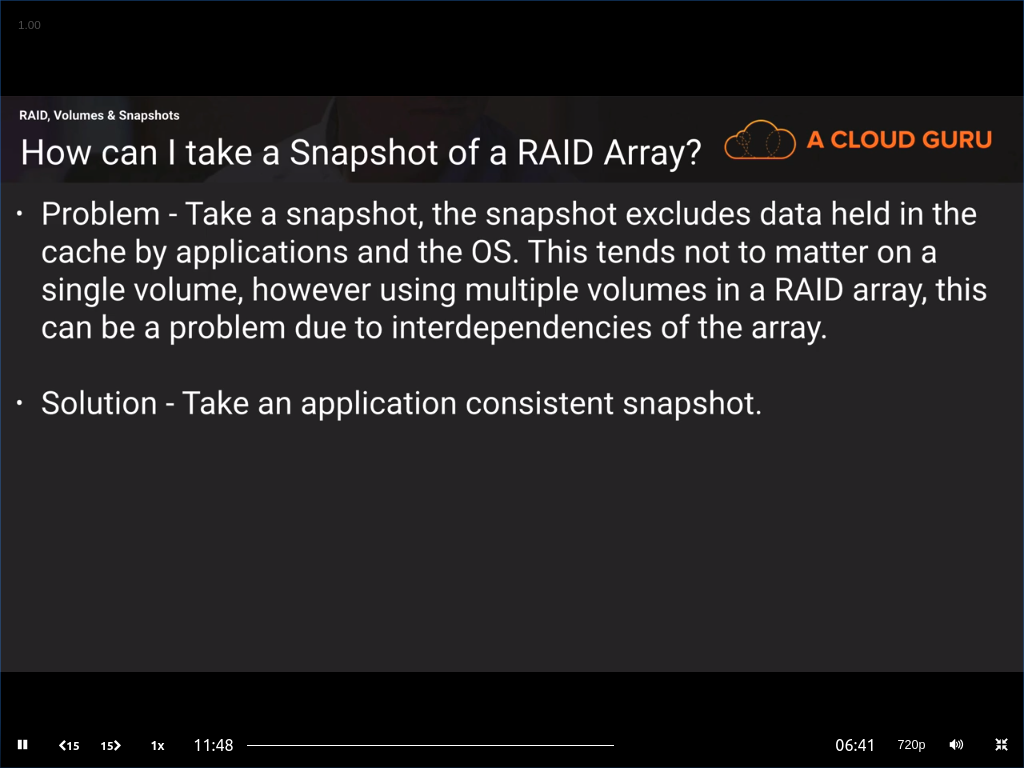 1.00
RAID, Volumes & Snapshots
How can I take a Snapshot of a RAID Array?
A CLOUD GURU
• Problem - Take a snapshot, the snapshot excludes data held in the
cache by applications and the OS. This tends not to matter on a
single volume, however using multiple volumes in a RAID array, this
can be a problem due to interdependencies of the array.
• Solution - Take an application consistent snapshot.
15 15 1x 11:48 06:41 720p